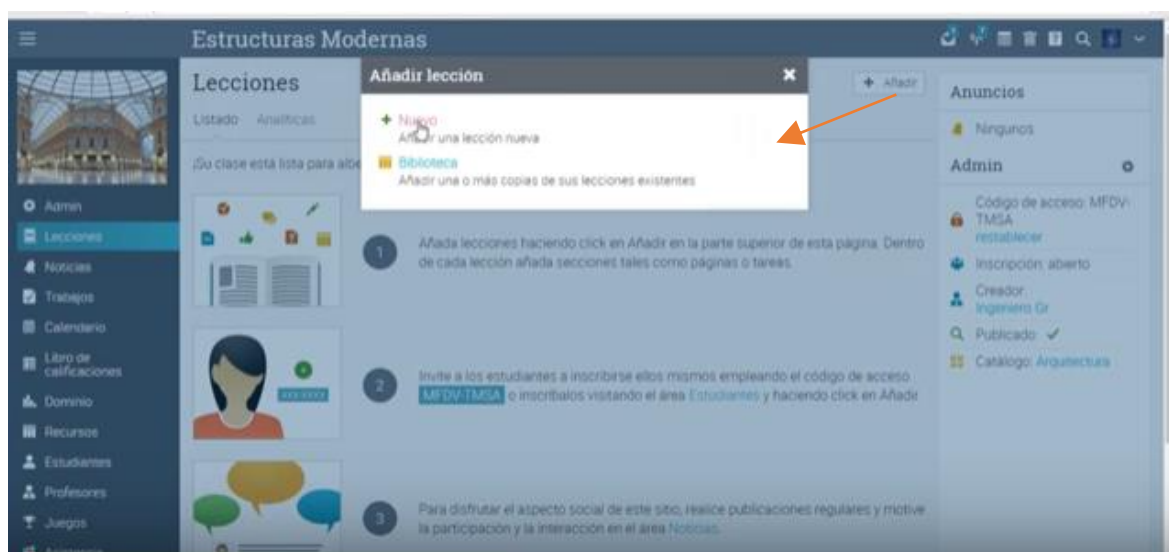 Estructuras Modernas
Lecciones
Listado Analíticas
¡Su clase está lista para
Añadir lección
Nuevo
Añadir una lección nueva
Biblioteca
Añadir una o más copias de sus lecciones existentes
+ Añadir
Admin
Lecciones
Noticias
Trabajos
Calendario
Libro de
calificaciones
Dominio
Recursos
Estudiantes
Profesores
Juegos
1
Añada lecciones haciendo click en Añadir en la parte superior de esta página. Dentro
de cada lección añada secciones tales como páginas o tareas.
2
Invite a los estudiantes a inscribirse ellos mismos empleando el código de acceso
MFDV-TMSA o inscríbalos visitando el área Estudiantes y haciendo click en Añadir.
3
Para disfrutar el aspecto social de este sitio, realice publicaciones regulares y motive
la participación y la interacción en el área Noticias.
Anuncios
Ningunos
Admin
Código de acceso: MFDV-
TMSA
restablecer
Inscripción: abierto
Creador:
Ingeniero Gr
Publicado:
Catálogo: Arquitectura